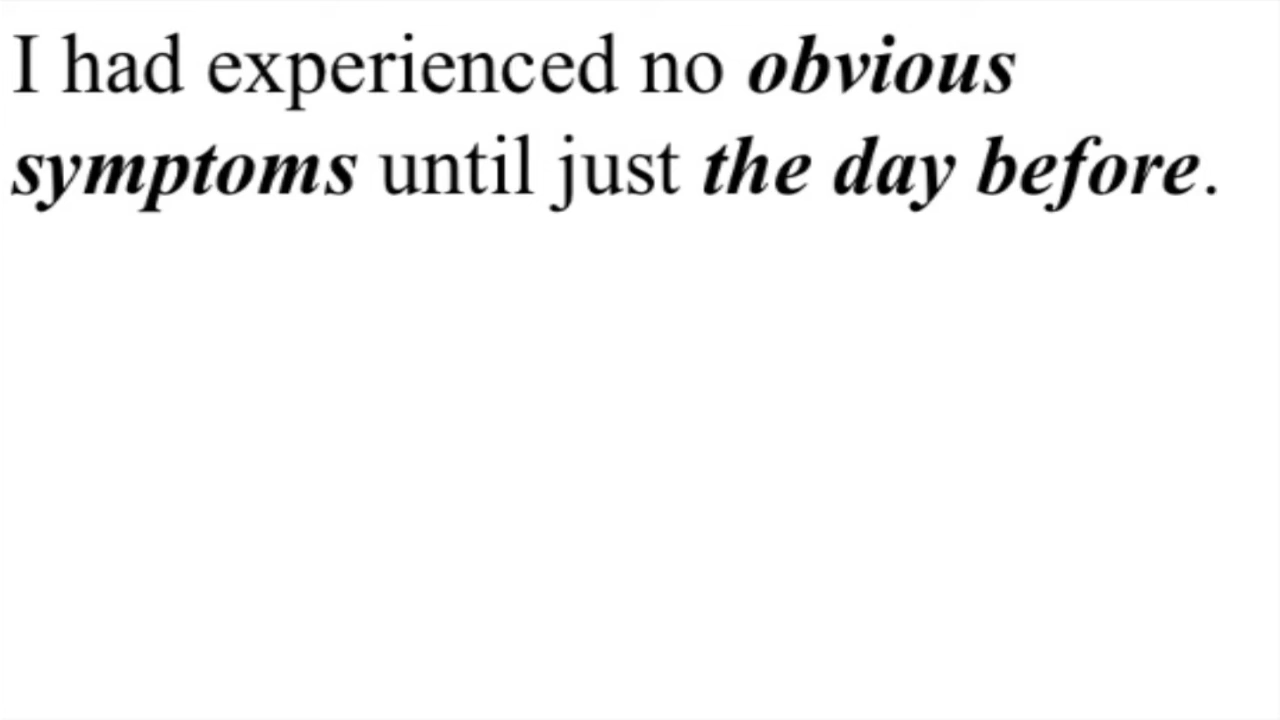 I had experienced no obvious
symptoms until just the day before.